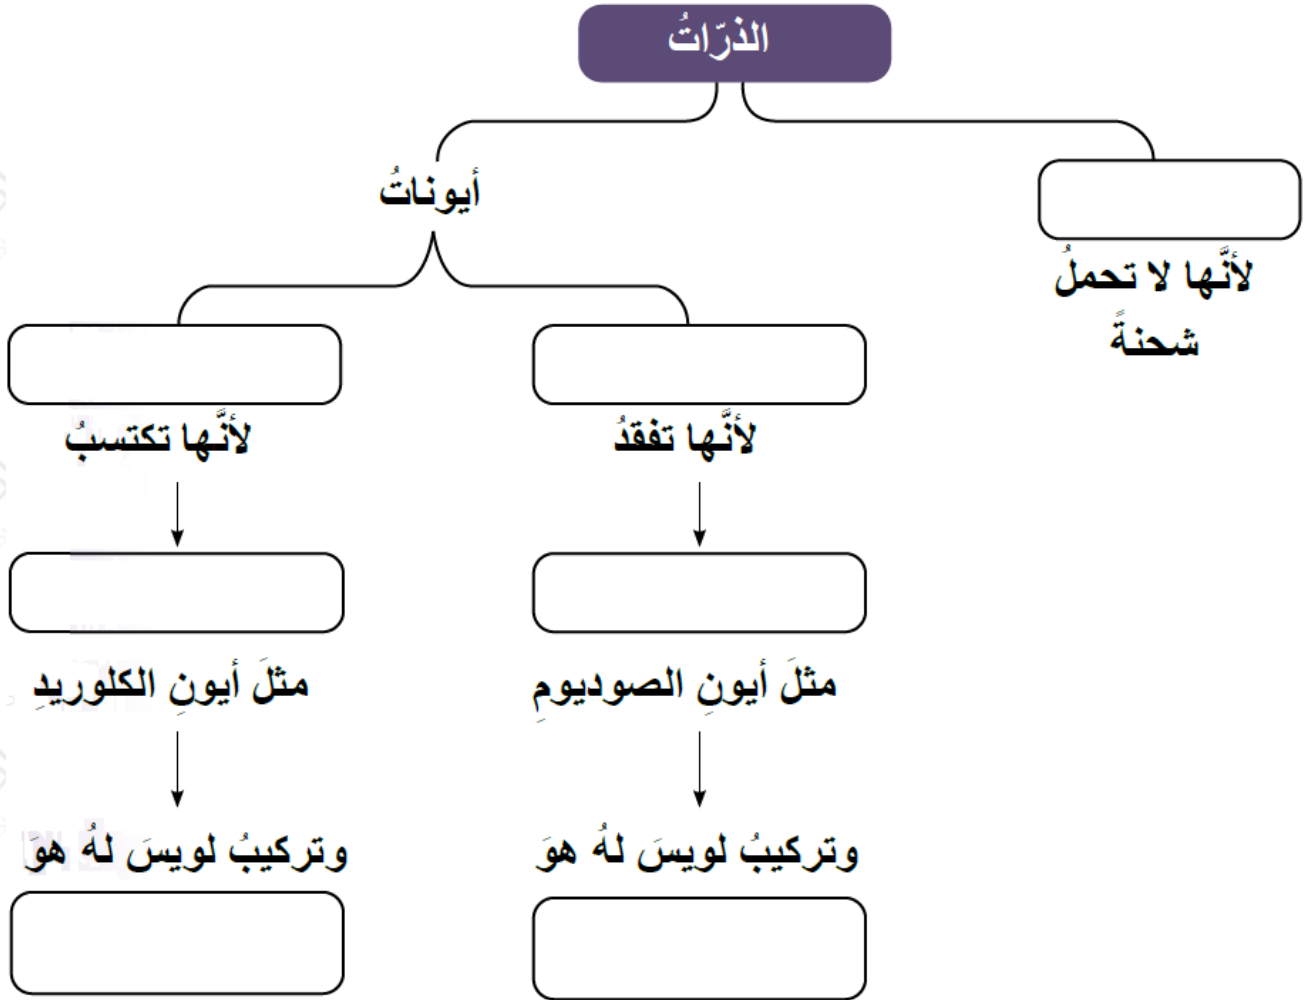 الذرّاتُ
أيوناتُ
لأنَّها لا تحملُ
شحنةً
لأنَّها تفقدُ
لأنَّها تكتسبُ
مثلَ أيونِ الصوديومِ
مثلَ أيونِ الكلوريدِ
وتركيبُ لويسَ لهُ هوَ
وتركيبُ لويسَ لهُ هوَ